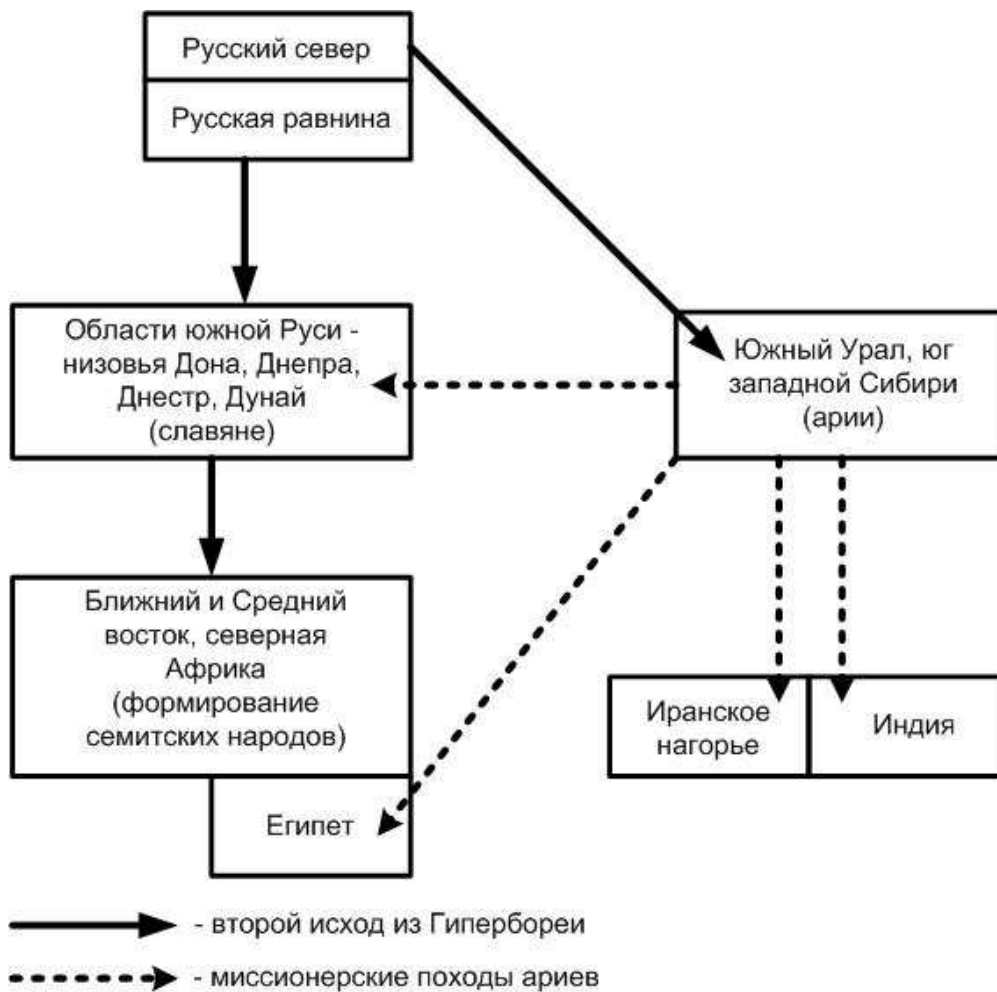 Русский север
Русская равнина
Области южной Руси -
низовья Дона, Днепра,
Днестр, Дунай
(славяне)
Южный Урал, юг
западной Сибири
(арии)
Ближний и Средний
восток, северная
Африка
(формирование
семитских народов)
Египет
Иранское
нагорье
Индия
- второй исход из Гипербореи
- миссионерские походы ариев